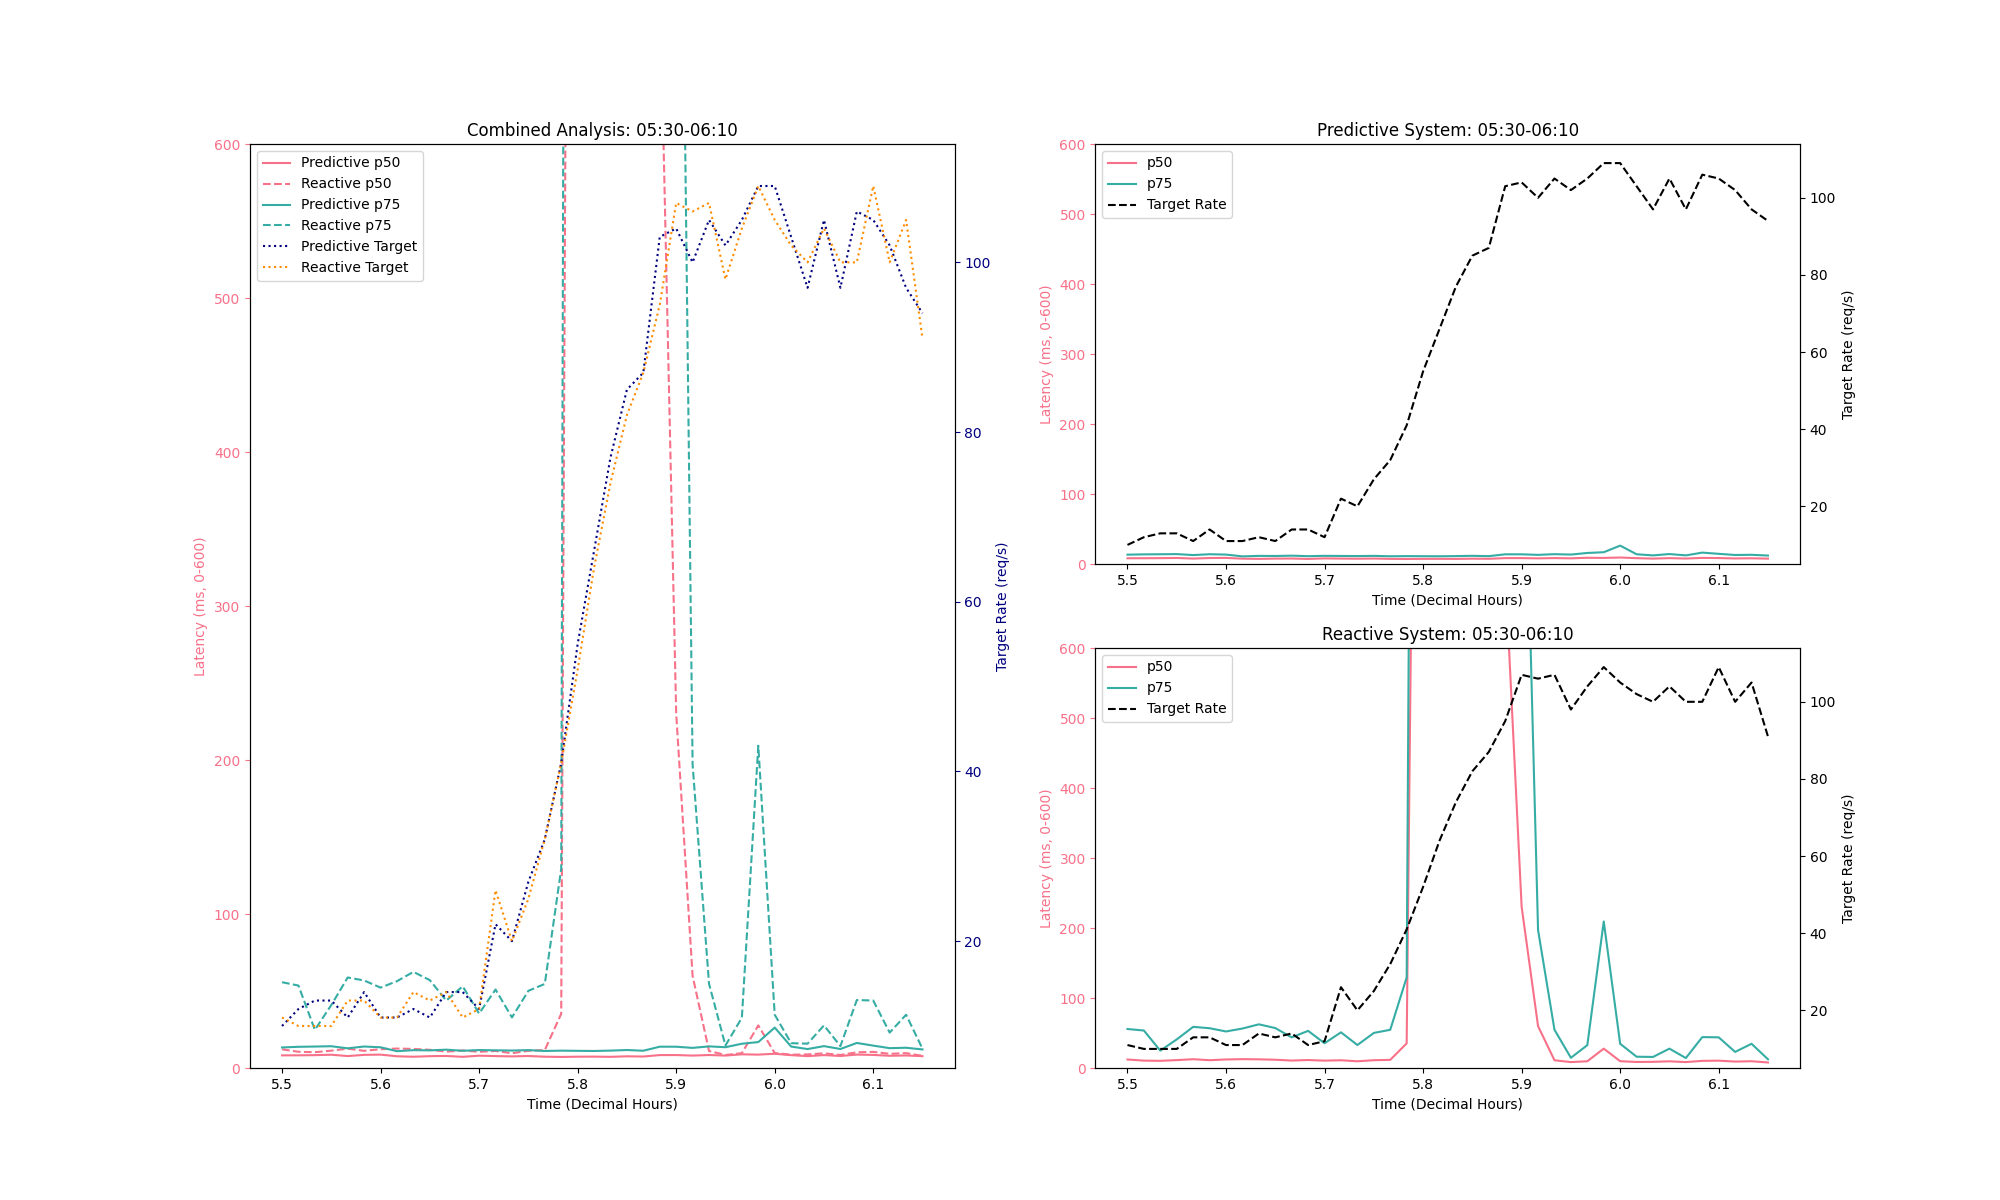 Combined Analysis: 05:30-06:10
600
500
400
300
200
100
0
Latency (ms, 0-600)
Predictive p50
Reactive p50
Predictive p75
Reactive p75
Predictive Target
Reactive Target
100
80
60
40
20
Target Rate (req/s)
5.5 5.6 5.7 5.8 5.9 6.0 6.1
Time (Decimal Hours)
Predictive System: 05:30-06:10
600
500
400
300
200
100
0
Latency (ms, 0-600)
p50
p75
Target Rate
100
80
60
40
20
Target Rate (req/s)
5.5 5.6 5.7 5.8 5.9 6.0 6.1
Time (Decimal Hours)
Reactive System: 05:30-06:10
600
500
400
300
200
100
0
Latency (ms, 0-600)
p50
p75
Target Rate
100
80
60
40
20
Target Rate (req/s)
5.5 5.6 5.7 5.8 5.9 6.0 6.1
Time (Decimal Hours)